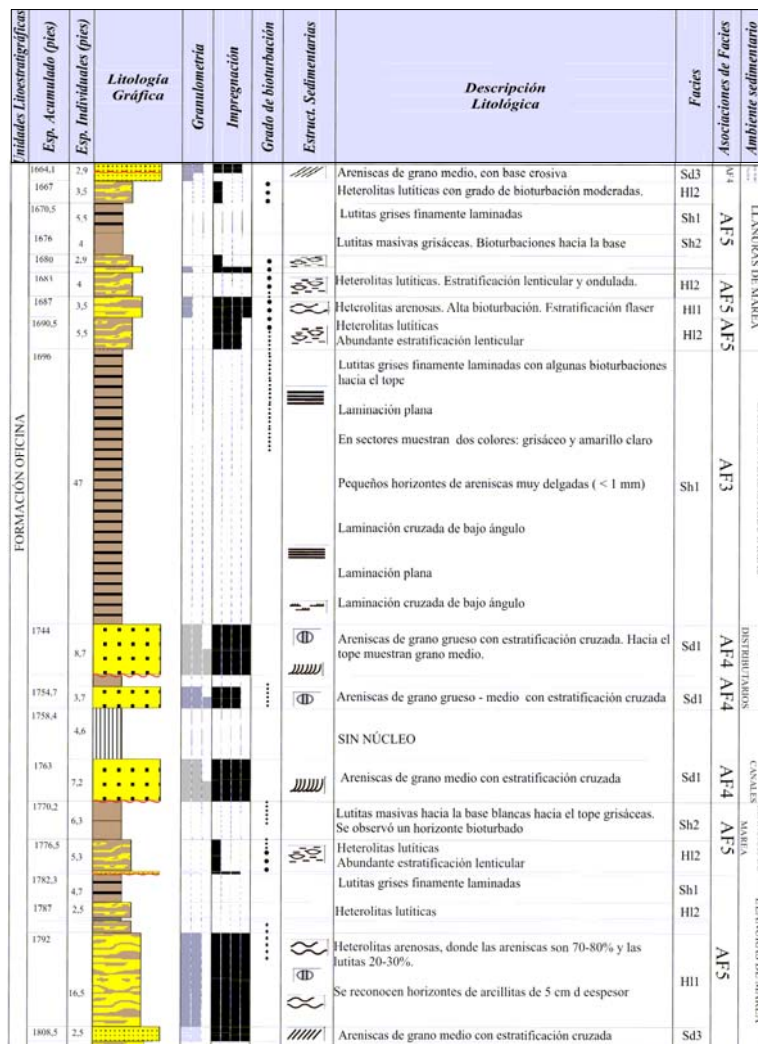 Unidades Litoestratigráficas
Esp. Acumulado (pies)
Esp. Individuales (pies)
Litología
Gráfica
Granulometría
Impregnación
Grado de bioturbación
Estruct. Sedimentarias
Descripción
Litológica
Facies
Asociaciones de Facies
Ambiente sedimentario
FORMACIÓN OFICINA
1664,1
2,9
Areniscas de grano medio, con base erosiva
Sd3
AF4
1667
3,5
Heterolitas lutíticas con grado de bioturbación moderadas.
Hl2
1670,5
5,5
Lutitas grises finamente laminadas
Sh1
AF5
LLANURAS DE MAREA
1676
4
Lutitas masivas grisáceas. Bioturbaciones hacia la base
Sh2
1680
2,9
1683
4
Heterolitas lutíticas. Estratificación lenticular y ondulada.
Hl2
AF5
1687
3,5
Heterolitas arenosas. Alta bioturbación. Estratificación flaser
Hl1
1690,5
5,5
Heterolitas lutíticas
Abundante estratificación lenticular
Hl2
AF5
1696
Lutitas grises finamente laminadas con algunas bioturbaciones
hacia el tope
Laminación plana
En sectores muestran dos colores: grisáceo y amarillo claro
47
Pequeños horizontes de areniscas muy delgadas ( < 1 mm)
Sh1
AF3
Laminación cruzada de bajo ángulo
Laminación plana
Laminación cruzada de bajo ángulo
1744
8,7
Areniscas de grano grueso con estratificación cruzada. Hacia el
tope muestran grano medio.
Sd1
AF4
DISTRIBUTARIOS
1754,7
3,7
Areniscas de grano grueso - medio con estratificación cruzada
Sd1
AF4
1758,4
4,6
SIN NÚCLEO
1763
7,2
Areniscas de grano medio con estratificación cruzada
Sd1
AF4
CANALES
1770,2
6,3
Lutitas masivas hacia la base blancas hacia el tope grisáceas.
Se observó un horizonte bioturbado
Sh2
AF5
MAREA
1776,5
5,3
Heterolitas lutíticas
Abundante estratificación lenticular
Hl2
1782,3
4,7
Lutitas grises finamente laminadas
Sh1
1787
2,5
Heterolitas lutíticas
Hl2
1792
Heterolitas arenosas, donde las areniscas son 70-80% y las
lutitas 20-30%.
16,5
Se reconocen horizontes de arcillitas de 5 cm d eespesor
Hl1
AF5
1808,5
2,5
Areniscas de grano medio con estratificación cruzada
Sd3